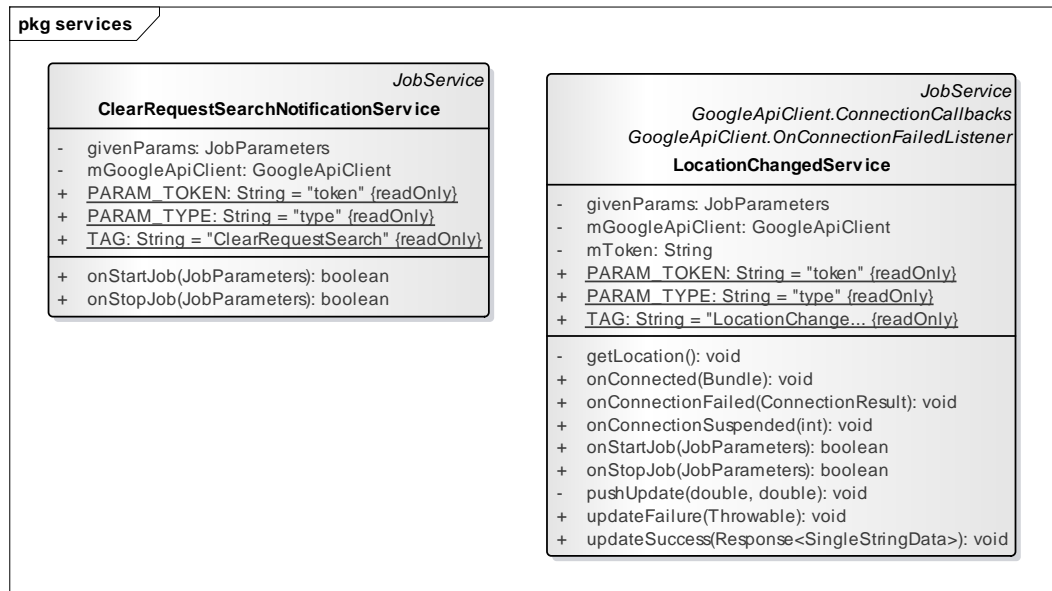 pkg services
JobService
ClearRequestSearchNotificationService
- givenParams: JobParameters
- mGoogleApiClient: GoogleApiClient
+ PARAM_TOKEN: String = "token" {readOnly}
+ PARAM_TYPE: String = "type" {readOnly}
+ TAG: String = "ClearRequestSearch" {readOnly}
+ onStartJob(JobParameters): boolean
+ onStopJob(JobParameters): boolean
JobService
GoogleApiClient.ConnectionCallbacks
GoogleApiClient.OnConnectionFailedListener
LocationChangedService
- givenParams: JobParameters
- mGoogleApiClient: GoogleApiClient
- mToken: String
+ PARAM_TOKEN: String = "token" {readOnly}
+ PARAM_TYPE: String = "type" {readOnly}
+ TAG: String = "LocationChange... {readOnly}
- getLocation(): void
+ onConnected(Bundle): void
+ onConnectionFailed(ConnectionResult): void
+ onConnectionSuspended(int): void
+ onStartJob(JobParameters): boolean
+ onStopJob(JobParameters): boolean
- pushUpdate(double, double): void
+ updateFailure(Throwable): void
+ updateSuccess(Response<SingleStringData>): void